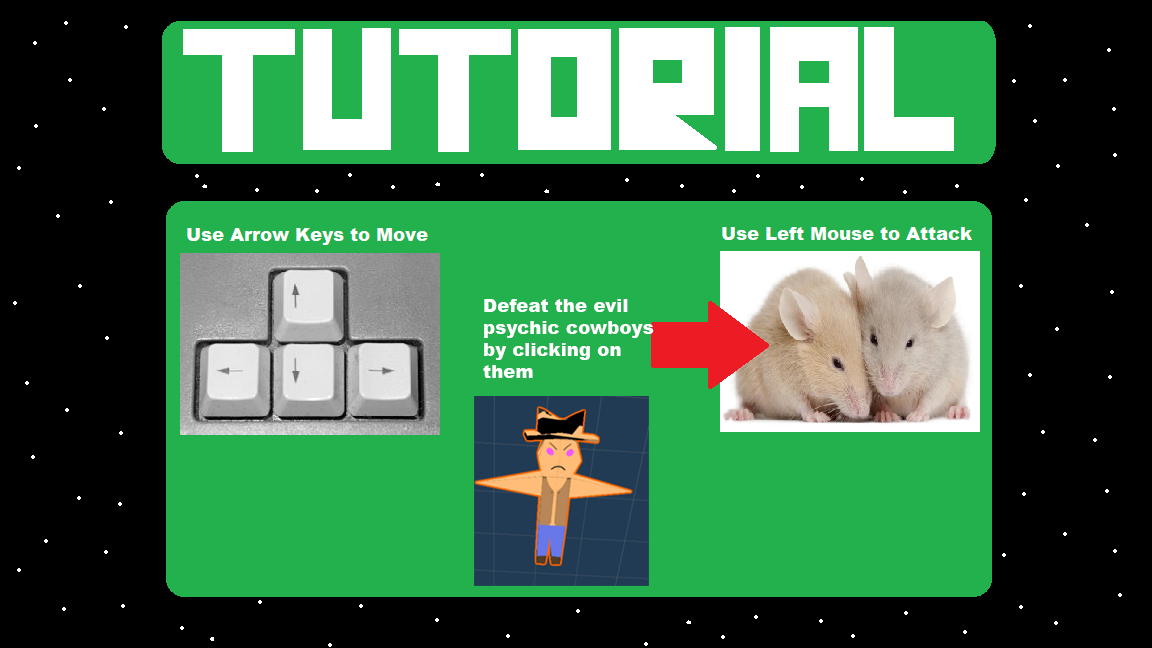 TUTORIAL
Use Arrow Keys to Move
Use Left Mouse to Attack
Defeat the evil
psychic cowboys
by clicking on
them